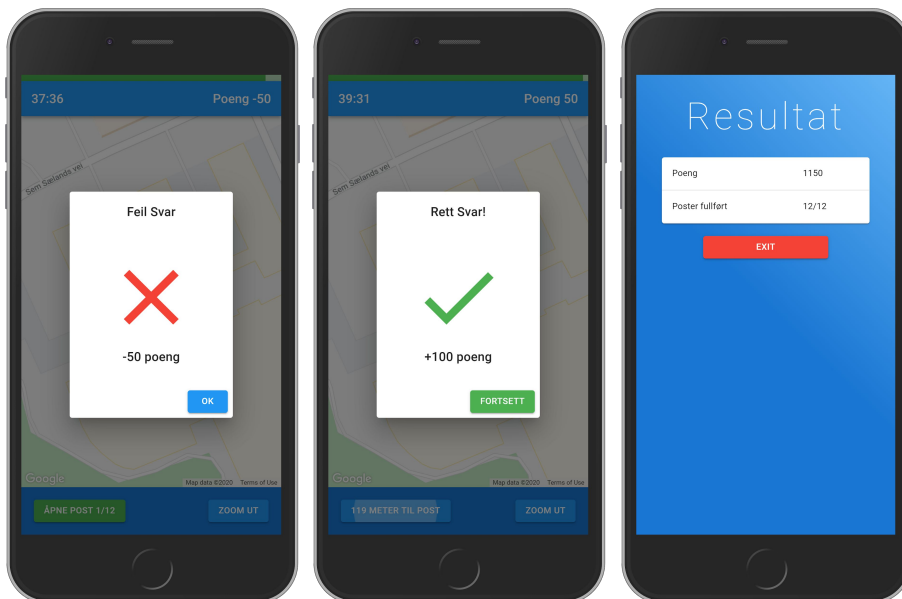 37:36 Poeng -50
Sem Sælands vei
Feil Svar
-50 poeng
OK
Google
Map data ©2020 Terms of Use
ÅPNE POST 1/12 ZOOM UT
39:31 Poeng 50
Sem Sælands vei
Rett Svar!
+100 poeng
FORTSETT
Google
Map data ©2020 Terms of Use
119 METER TIL POST ZOOM UT
Resultat
Poeng 1150
Poster fullført 12/12
EXIT